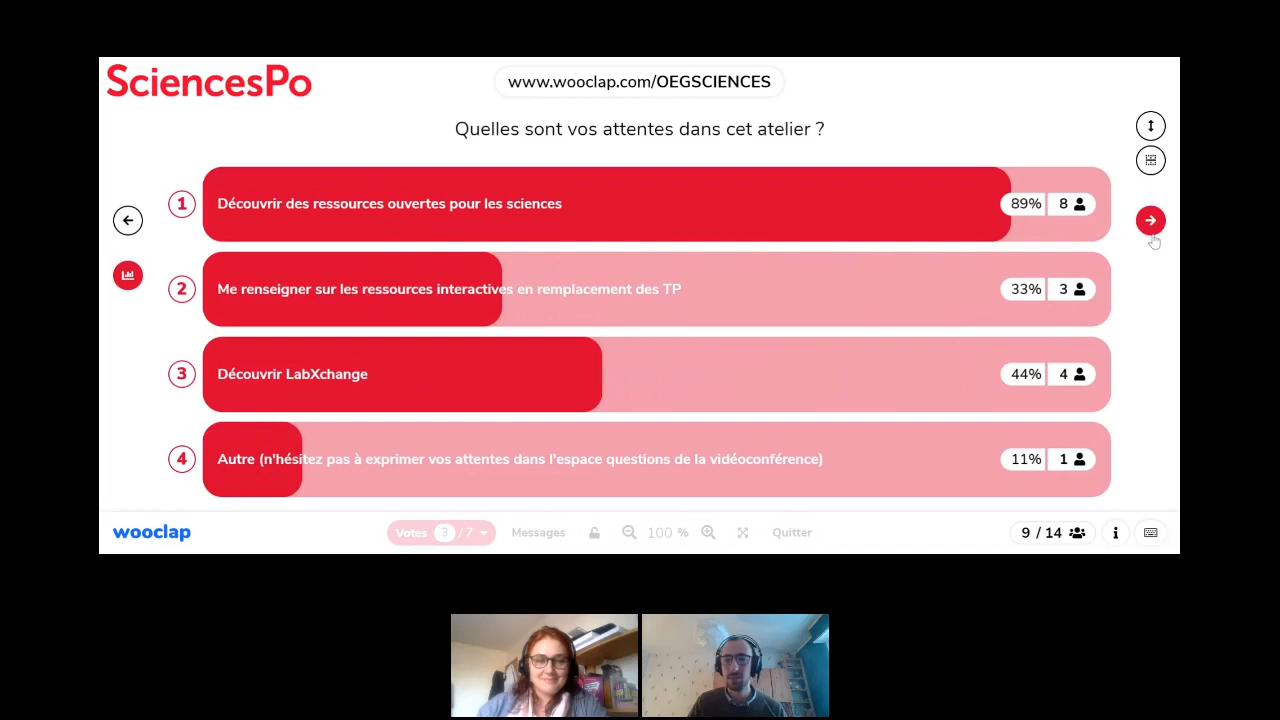 SciencesPo
www.wooclap.com/OEGSCIENCES
Quelles sont vos attentes dans cet atelier ?
1 Découvrir des ressources ouvertes pour les sciences 89% 8
2 Me renseigner sur les ressources interactives en remplacement des TP 33% 3
3 Découvrir LabXchange 44% 4
4 Autre (n'hésitez pas à exprimer vos attentes dans l'espace questions de la vidéoconférence) 11% 1
wooclap Votes 3 / 7 Messages 100 % Quitter 9 / 14